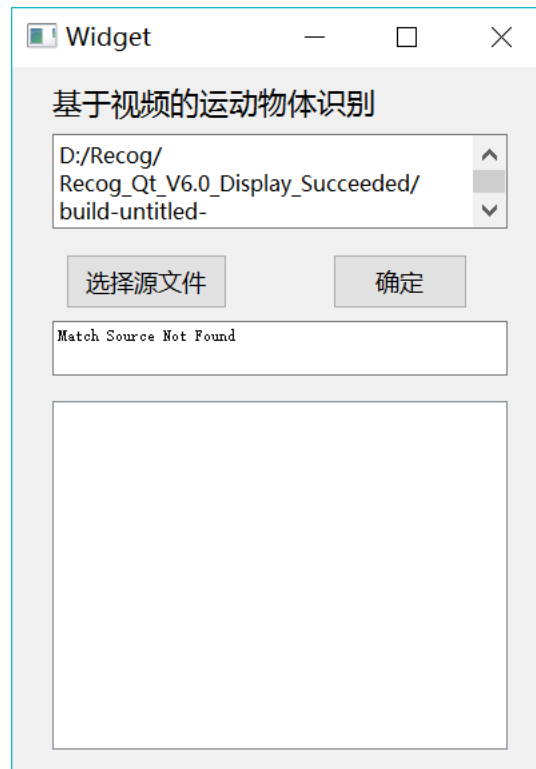 Widget
基于视频的运动物体识别
D:/Recog/
Recog_Qt_V6.0_Display_Succeeded/
build-untitled-
选择源文件 确定
Match Source Not Found